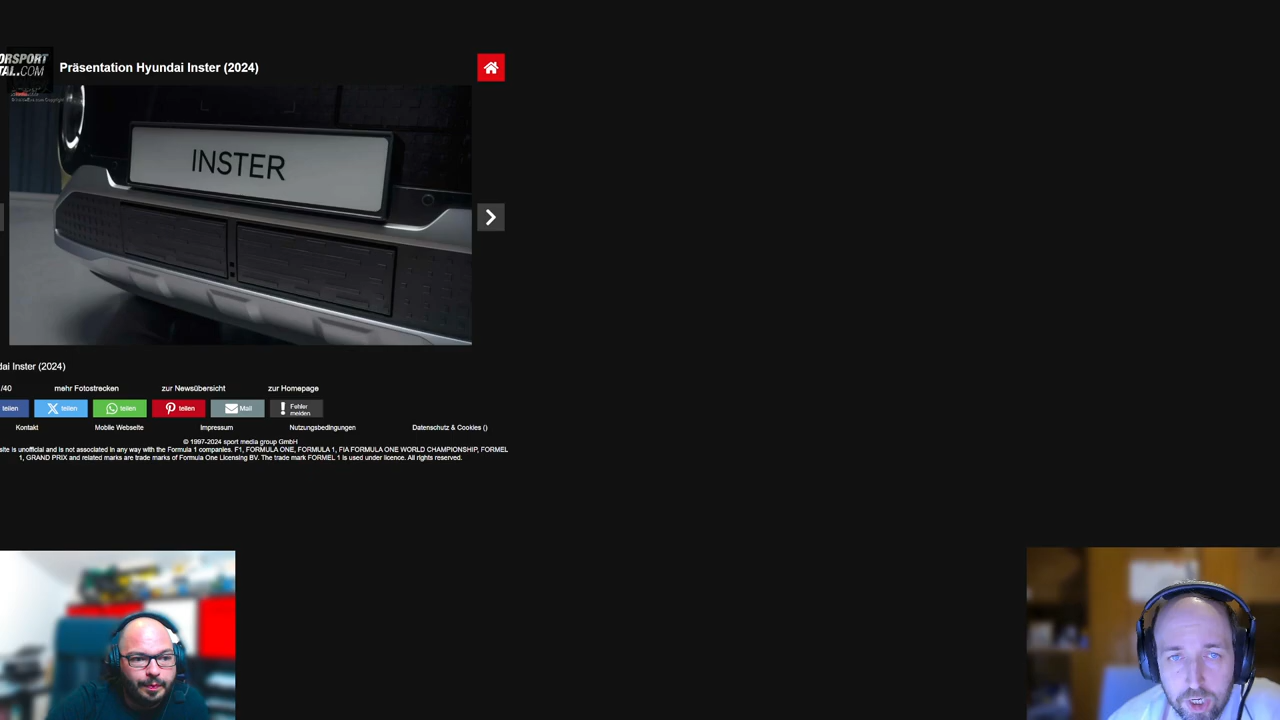 ORSPORT
TAL.COM
Präsentation Hyundai Inster (2024)
INSTER
dai Inster (2024)
/40 mehr Fotostrecken zur Newsübersicht zur Homepage
teilen teilen teilen teilen Mail Fehler
melden
Kontakt Mobile Webseite Impressum Nutzungsbedingungen Datenschutz & Cookies ()
© 1997-2024 sport media group GmbH
site is unofficial and is not associated in any way with the Formula 1 companies. F1, FORMULA ONE, FORMULA 1, FIA FORMULA ONE WORLD CHAMPIONSHIP, FORMEL
1, GRAND PRIX and related marks are trade marks of Formula One Licensing BV. The trade mark FORMEL 1 is used under licence. All rights reserved.